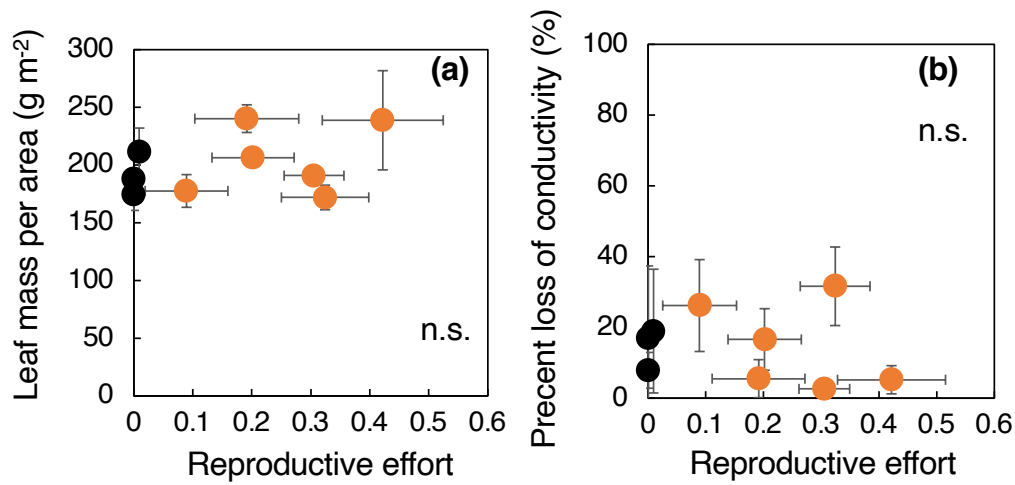 Leaf mass per area (g m-2)
300
250
200
150
100
50
0
(a)
n.s.
0 0.1 0.2 0.3 0.4 0.5 0.6
Reproductive effort
Precent loss of conductivity (%)
100
80
60
40
20
0
(b)
n.s.
0 0.1 0.2 0.3 0.4 0.5 0.6
Reproductive effort